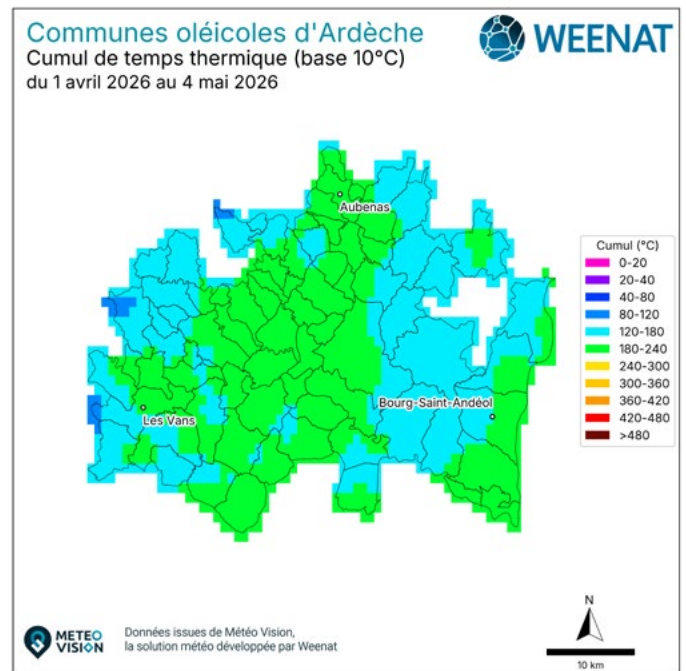 Communes oléicoles d'Ardèche
Cumul de temps thermique (base 10°C)
du 1 avril 2026 au 4 mai 2026
WEENAT
Aubenas
Les Vans
Bourg-Saint-Andéol
Cumul (°C)
0-20
20-40
40-80
80-120
120-180
180-240
240-300
300-360
360-420
420-480
>480
METEO
VISION
Données issues de Météo Vision,
la solution météo développée par Weenat
N
10 km